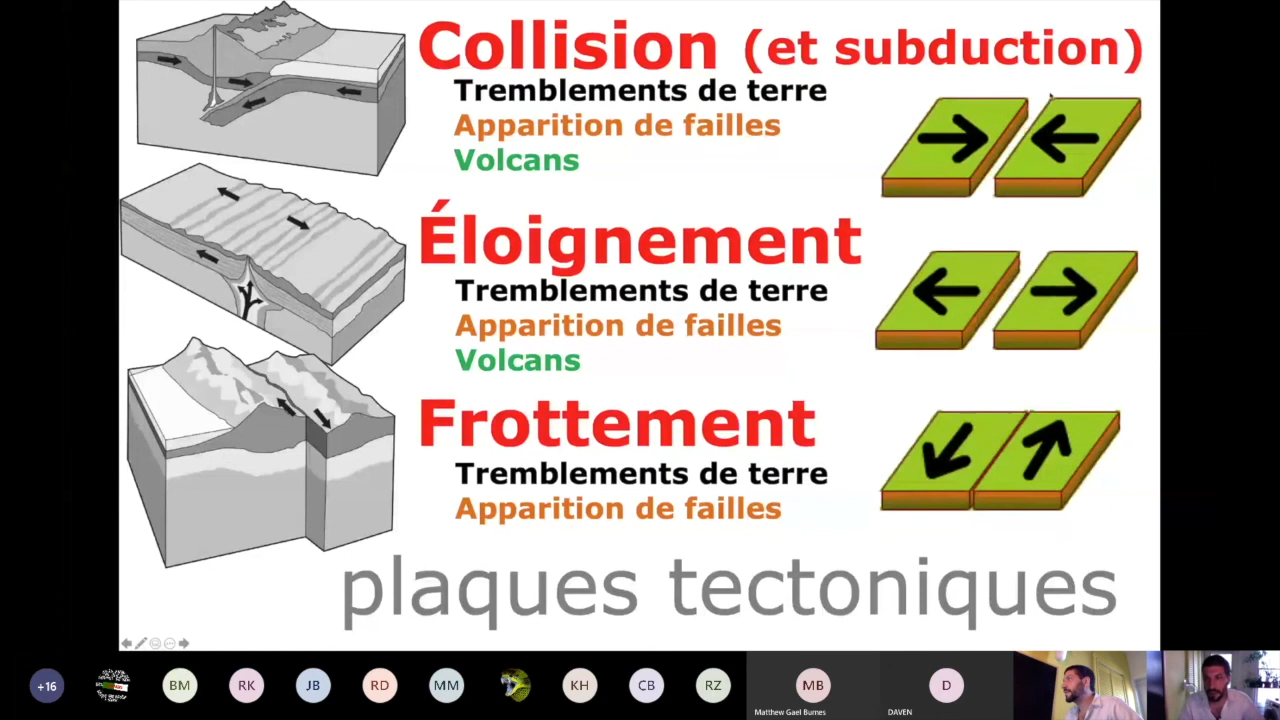 Collision (et subduction)
Tremblements de terre
Apparition de failles
Volcans
Éloignement
Tremblements de terre
Apparition de failles
Volcans
Frottement
Tremblements de terre
Apparition de failles
plaques tectoniques
+16
BM
RK
JB
RD
MM
KH
CB
RZ
MB
D
Matthew Gael Burnes
DAVEN